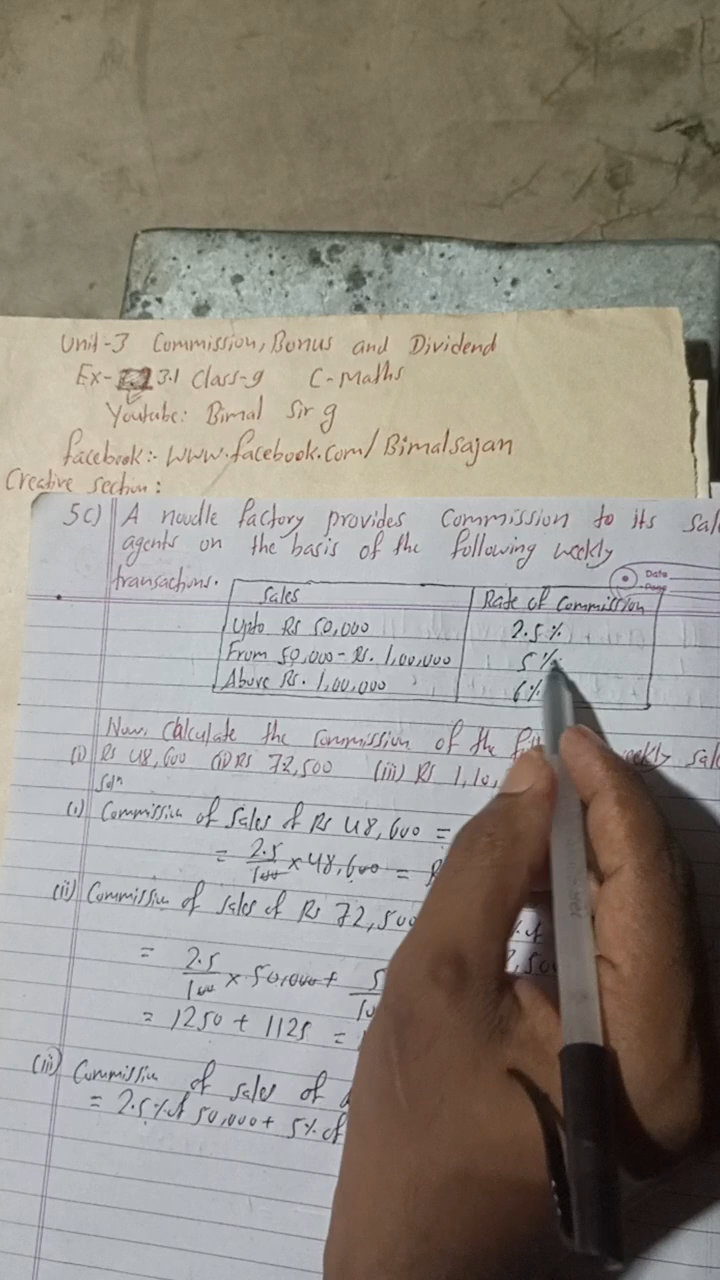 Unit-3 Commission, Bonus and Dividend
Ex- 3.1 Class-9 C-Maths
Youtube: Bimal Sir g
facebook:- www.facebook.com/Bimalsajan
Creative section:
5c) A noodle factory provides Commission to its
agents on the basis of the following weekly
transactions.
Date
Page
Sales Rate of Commission
Upto Rs 50,000 2.5%
From 50,000 - Rs. 1,00,000 5%
Above Rs. 1,00,000 6%
Now, Calculate the commission of the
(i) Rs 48,600 (ii) Rs 72,500 (iii) Rs 1,10,
Soln
(i) Commission of Sales of Rs 48,600 =
= 2.5/100 × 48,600 =
(ii) Commission of sales of Rs 72,500
= 2.5/100 × 50,000 + 5
= 1250 + 1125 =
(iii) Commission of sales of
= 2.5% of 50,000 + 5% of